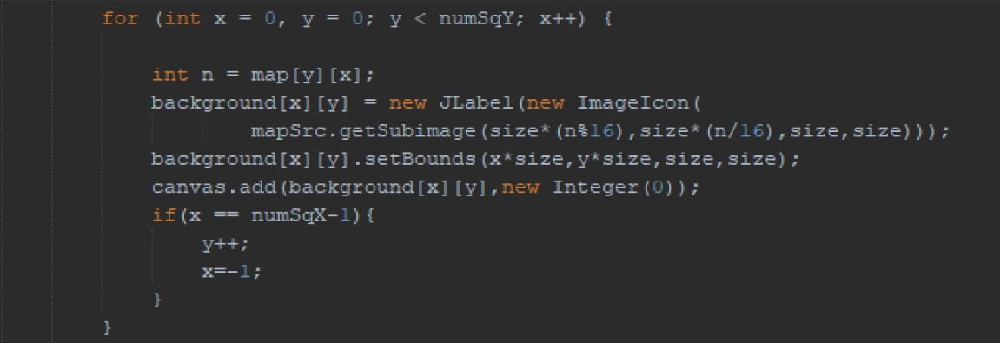 for (int x = 0, y = 0; y < numSqY; x++) {
int n = map[y][x];
background[x][y] = new JLabel(new ImageIcon(
mapSrc.getSubimage(size*(n%16),size*(n/16),size,size)));
background[x][y].setBounds(x*size,y*size,size,size);
canvas.add(background[x][y],new Integer(0));
if(x == numSqX-1){
y++;
x=-1;
}
}